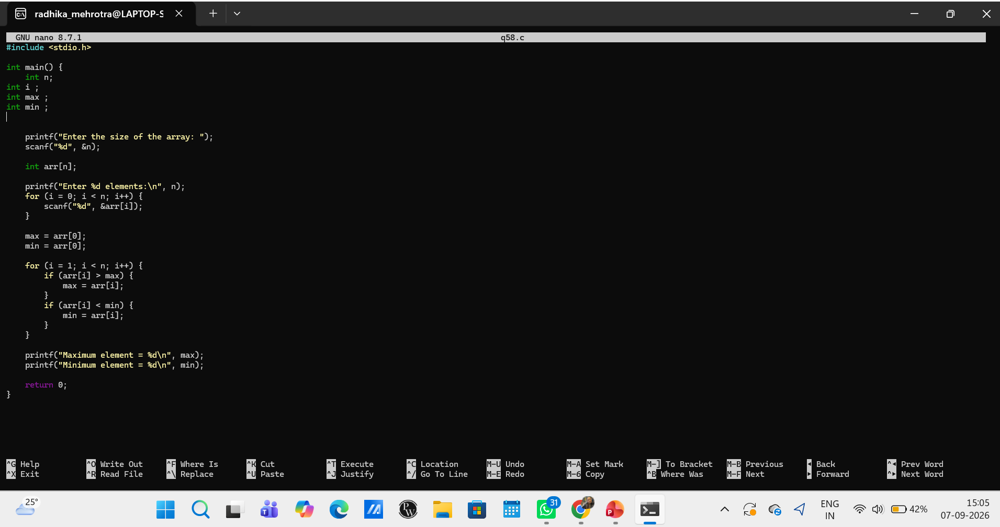 radhika_mehrotra@LAPTOP-S
GNU nano 8.7.1 q58.c
#include <stdio.h>
int main() {
    int n;
int i ;
int max ;
int min ;
    printf("Enter the size of the array: ");
    scanf("%d", &n);
    int arr[n];
    printf("Enter %d elements:\n", n);
    for (i = 0; i < n; i++) {
        scanf("%d", &arr[i]);
    }
    max = arr[0];
    min = arr[0];
    for (i = 1; i < n; i++) {
        if (arr[i] > max) {
            max = arr[i];
        }
        if (arr[i] < min) {
            min = arr[i];
        }
    }
    printf("Maximum element = %d\n", max);
    printf("Minimum element = %d\n", min);
    return 0;
}
^G Help ^O Write Out ^F Where Is ^K Cut ^T Execute ^C Location M-U Undo M-A Set Mark M-] To Bracket M-B Previous ◂ Back ^◂ Prev Word
^X Exit ^R Read File ^\ Replace ^U Paste ^J Justify ^/ Go To Line M-E Redo M-6 Copy ^B Where Was M-F Next ▸ Forward ^▸ Next Word
25°
T
PW
31
P
ENG
IN
42%
15:05
07-09-2026